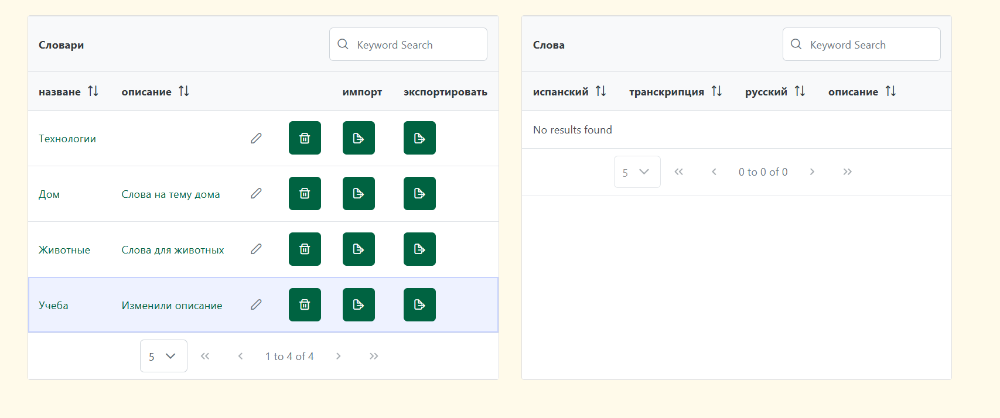 Словари
Keyword Search
назване описание импорт экспортировать
Технологии
Дом Слова на тему дома
Животные Слова для животных
Учеба Изменили описание
5 1 to 4 of 4
Слова
Keyword Search
испанский транскрипция русский описание
No results found
5 0 to 0 of 0